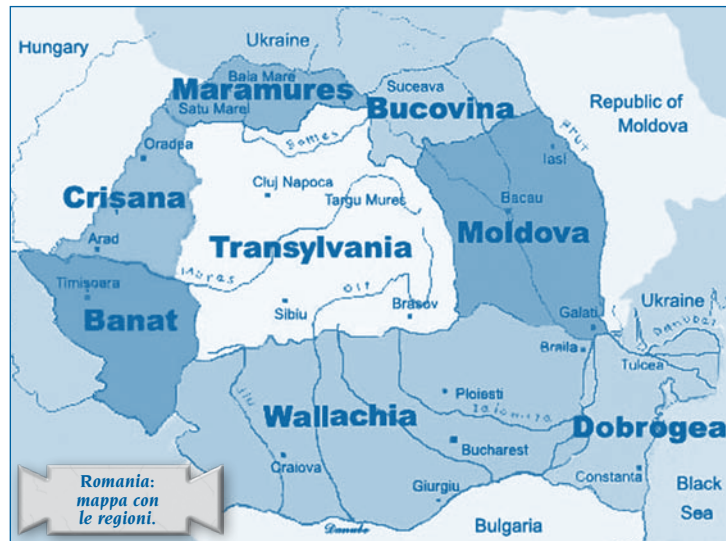 Hungary
Ukraine
Baia Mare
Maramures
Satu Marel
Suceava
Bucovina
Republic of
Moldova
Prut
Somes
Oradea
Iasi
Cluj Napoca
Targu Mures
Bacau
Crisana
Transylvania
Moldova
Arad
Mures
Timisoara
Olt
Banat
Sibiu
Brasov
Galati
Ukraine
Danubai
Braila
Tulcea
Jiu
Ploiesti
Ialomita
Wallachia
Dobrogea
Bucharest
Craiova
Constanta
Black
Sea
Giurgiu
Danube
Bulgaria
Romania:
mappa con
le regioni.